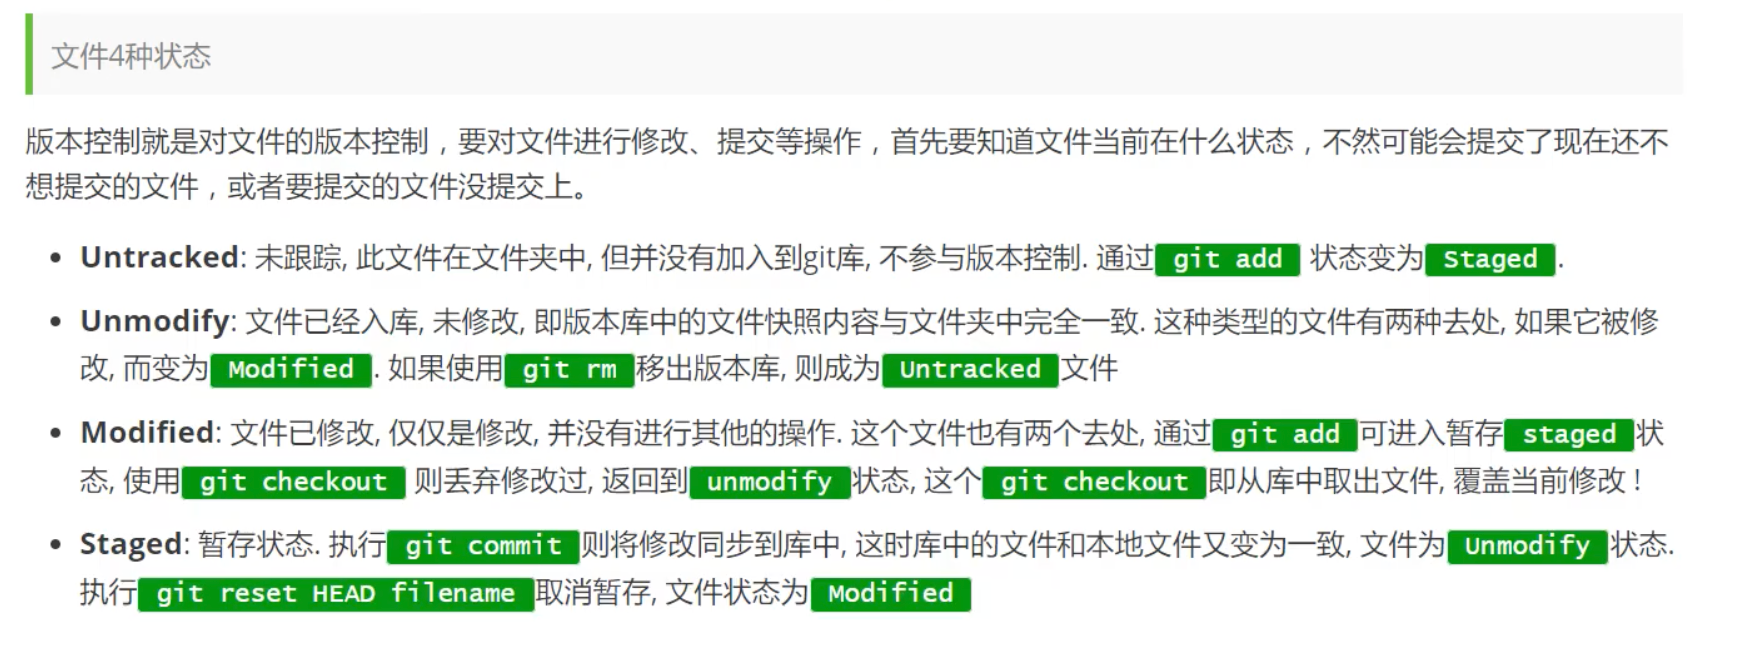 文件4种状态
版本控制就是对文件的版本控制，要对文件进行修改、提交等操作，首先要知道文件当前在什么状态，不然可能会提交了现在还不
想提交的文件，或者要提交的文件没提交上。
• Untracked: 未跟踪, 此文件在文件夹中, 但并没有加入到git库, 不参与版本控制. 通过 git add 状态变为 Staged .
• Unmodify: 文件已经入库, 未修改, 即版本库中的文件快照内容与文件夹中完全一致. 这种类型的文件有两种去处, 如果它被修
改, 而变为 Modified . 如果使用 git rm 移出版本库, 则成为 Untracked 文件
• Modified: 文件已修改, 仅仅是修改, 并没有进行其他的操作. 这个文件也有两个去处, 通过 git add 可进入暂存 staged 状
态, 使用 git checkout 则丢弃修改过, 返回到 unmodify 状态, 这个 git checkout 即从库中取出文件, 覆盖当前修改！
• Staged: 暂存状态. 执行 git commit 则将修改同步到库中, 这时库中的文件和本地文件又变为一致, 文件为 Unmodify 状态.
执行 git reset HEAD filename 取消暂存, 文件状态为 Modified